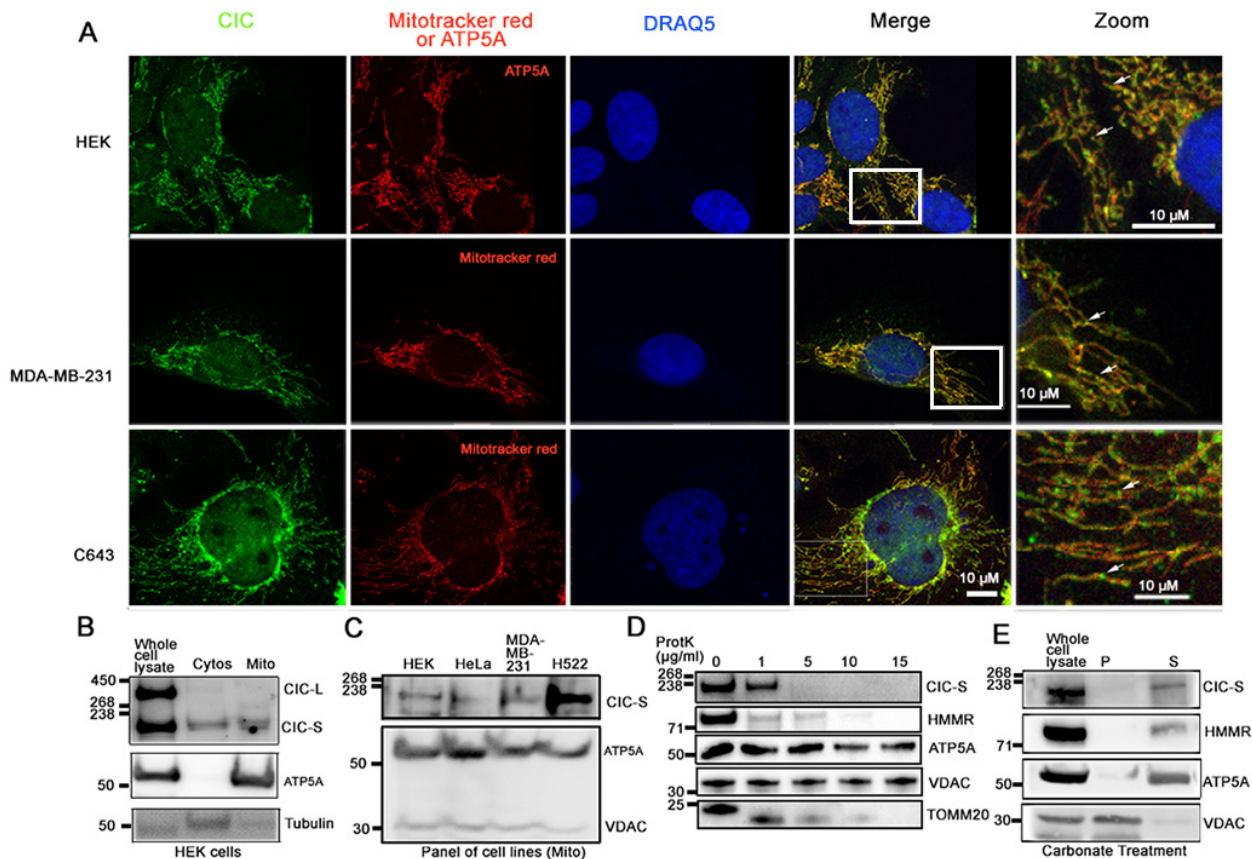 A
CIC
Mitotracker red
or ATP5A
DRAQ5
Merge
Zoom
HEK
ATP5A
10 µM
MDA-MB-231
Mitotracker red
10 µM
C643
Mitotracker red
10 µM
10 µM
B
Whole
cell
lysate
Cytos
Mito
450
268
238
CIC-L
CIC-S
50
ATP5A
50
Tubulin
HEK cells
C
HEK
HeLa
MDA-
MB-
231
H522
268
238
CIC-S
50
ATP5A
30
VDAC
Panel of cell lines (Mito)
D
ProtK
(µg/ml)
0
1
5
10
15
268
238
CIC-S
71
HMMR
50
ATP5A
30
VDAC
25
TOMM20
E
Whole
cell
lysate
P
S
268
238
CIC-S
71
HMMR
50
ATP5A
30
VDAC
Carbonate Treatment